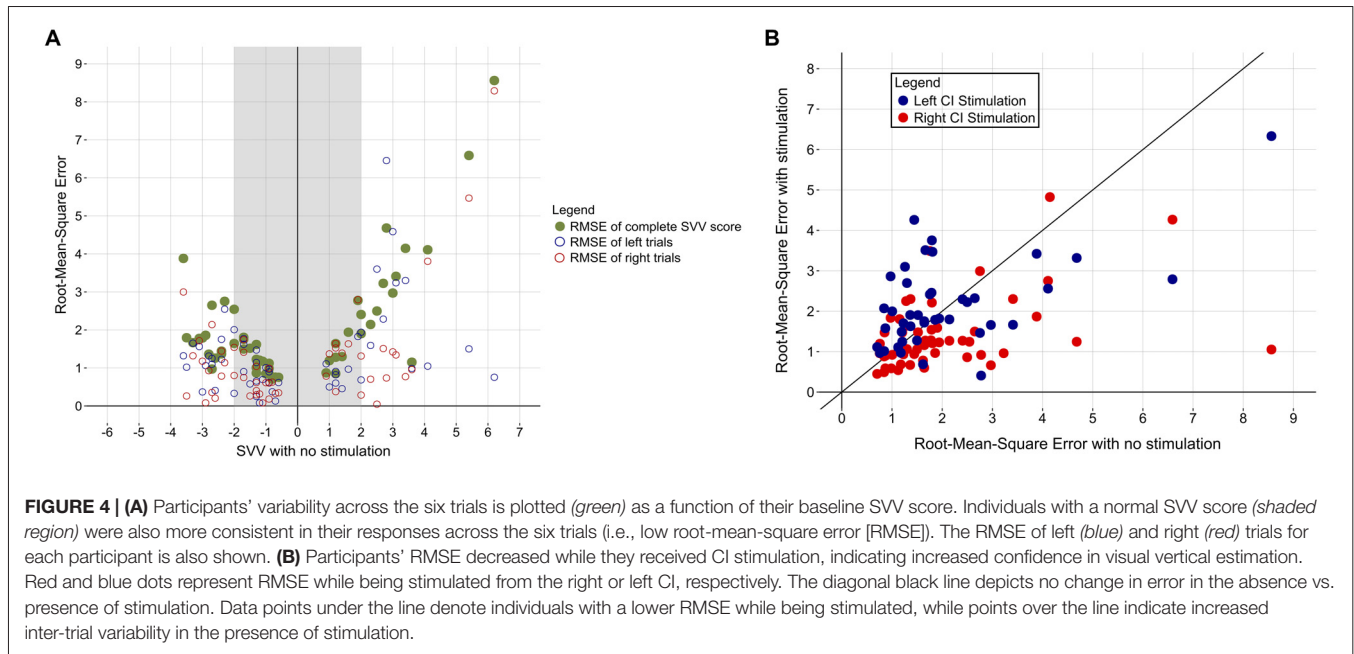 A
Root-Mean-Square Error
9
8
7
6
5
4
3
2
1
0
-6 -5 -4 -3 -2 -1 0 1 2 3 4 5 6 7
SVV with no stimulation
Legend
RMSE of complete SVV score
RMSE of left trials
RMSE of right trials
B
Root-Mean-Square Error with stimulation
8
7
6
5
4
3
2
1
0
0 1 2 3 4 5 6 7 8 9
Root-Mean-Square Error with no stimulation
Legend
Left CI Stimulation
Right CI Stimulation
FIGURE 4 | (A) Participants' variability across the six trials is plotted (green) as a function of their baseline SVV score. Individuals with a normal SVV score (shaded
region) were also more consistent in their responses across the six trials (i.e., low root-mean-square error [RMSE]). The RMSE of left (blue) and right (red) trials for
each participant is also shown. (B) Participants' RMSE decreased while they received CI stimulation, indicating increased confidence in visual vertical estimation.
Red and blue dots represent RMSE while being stimulated from the right or left CI, respectively. The diagonal black line depicts no change in error in the absence vs.
presence of stimulation. Data points under the line denote individuals with a lower RMSE while being stimulated, while points over the line indicate increased
inter-trial variability in the presence of stimulation.